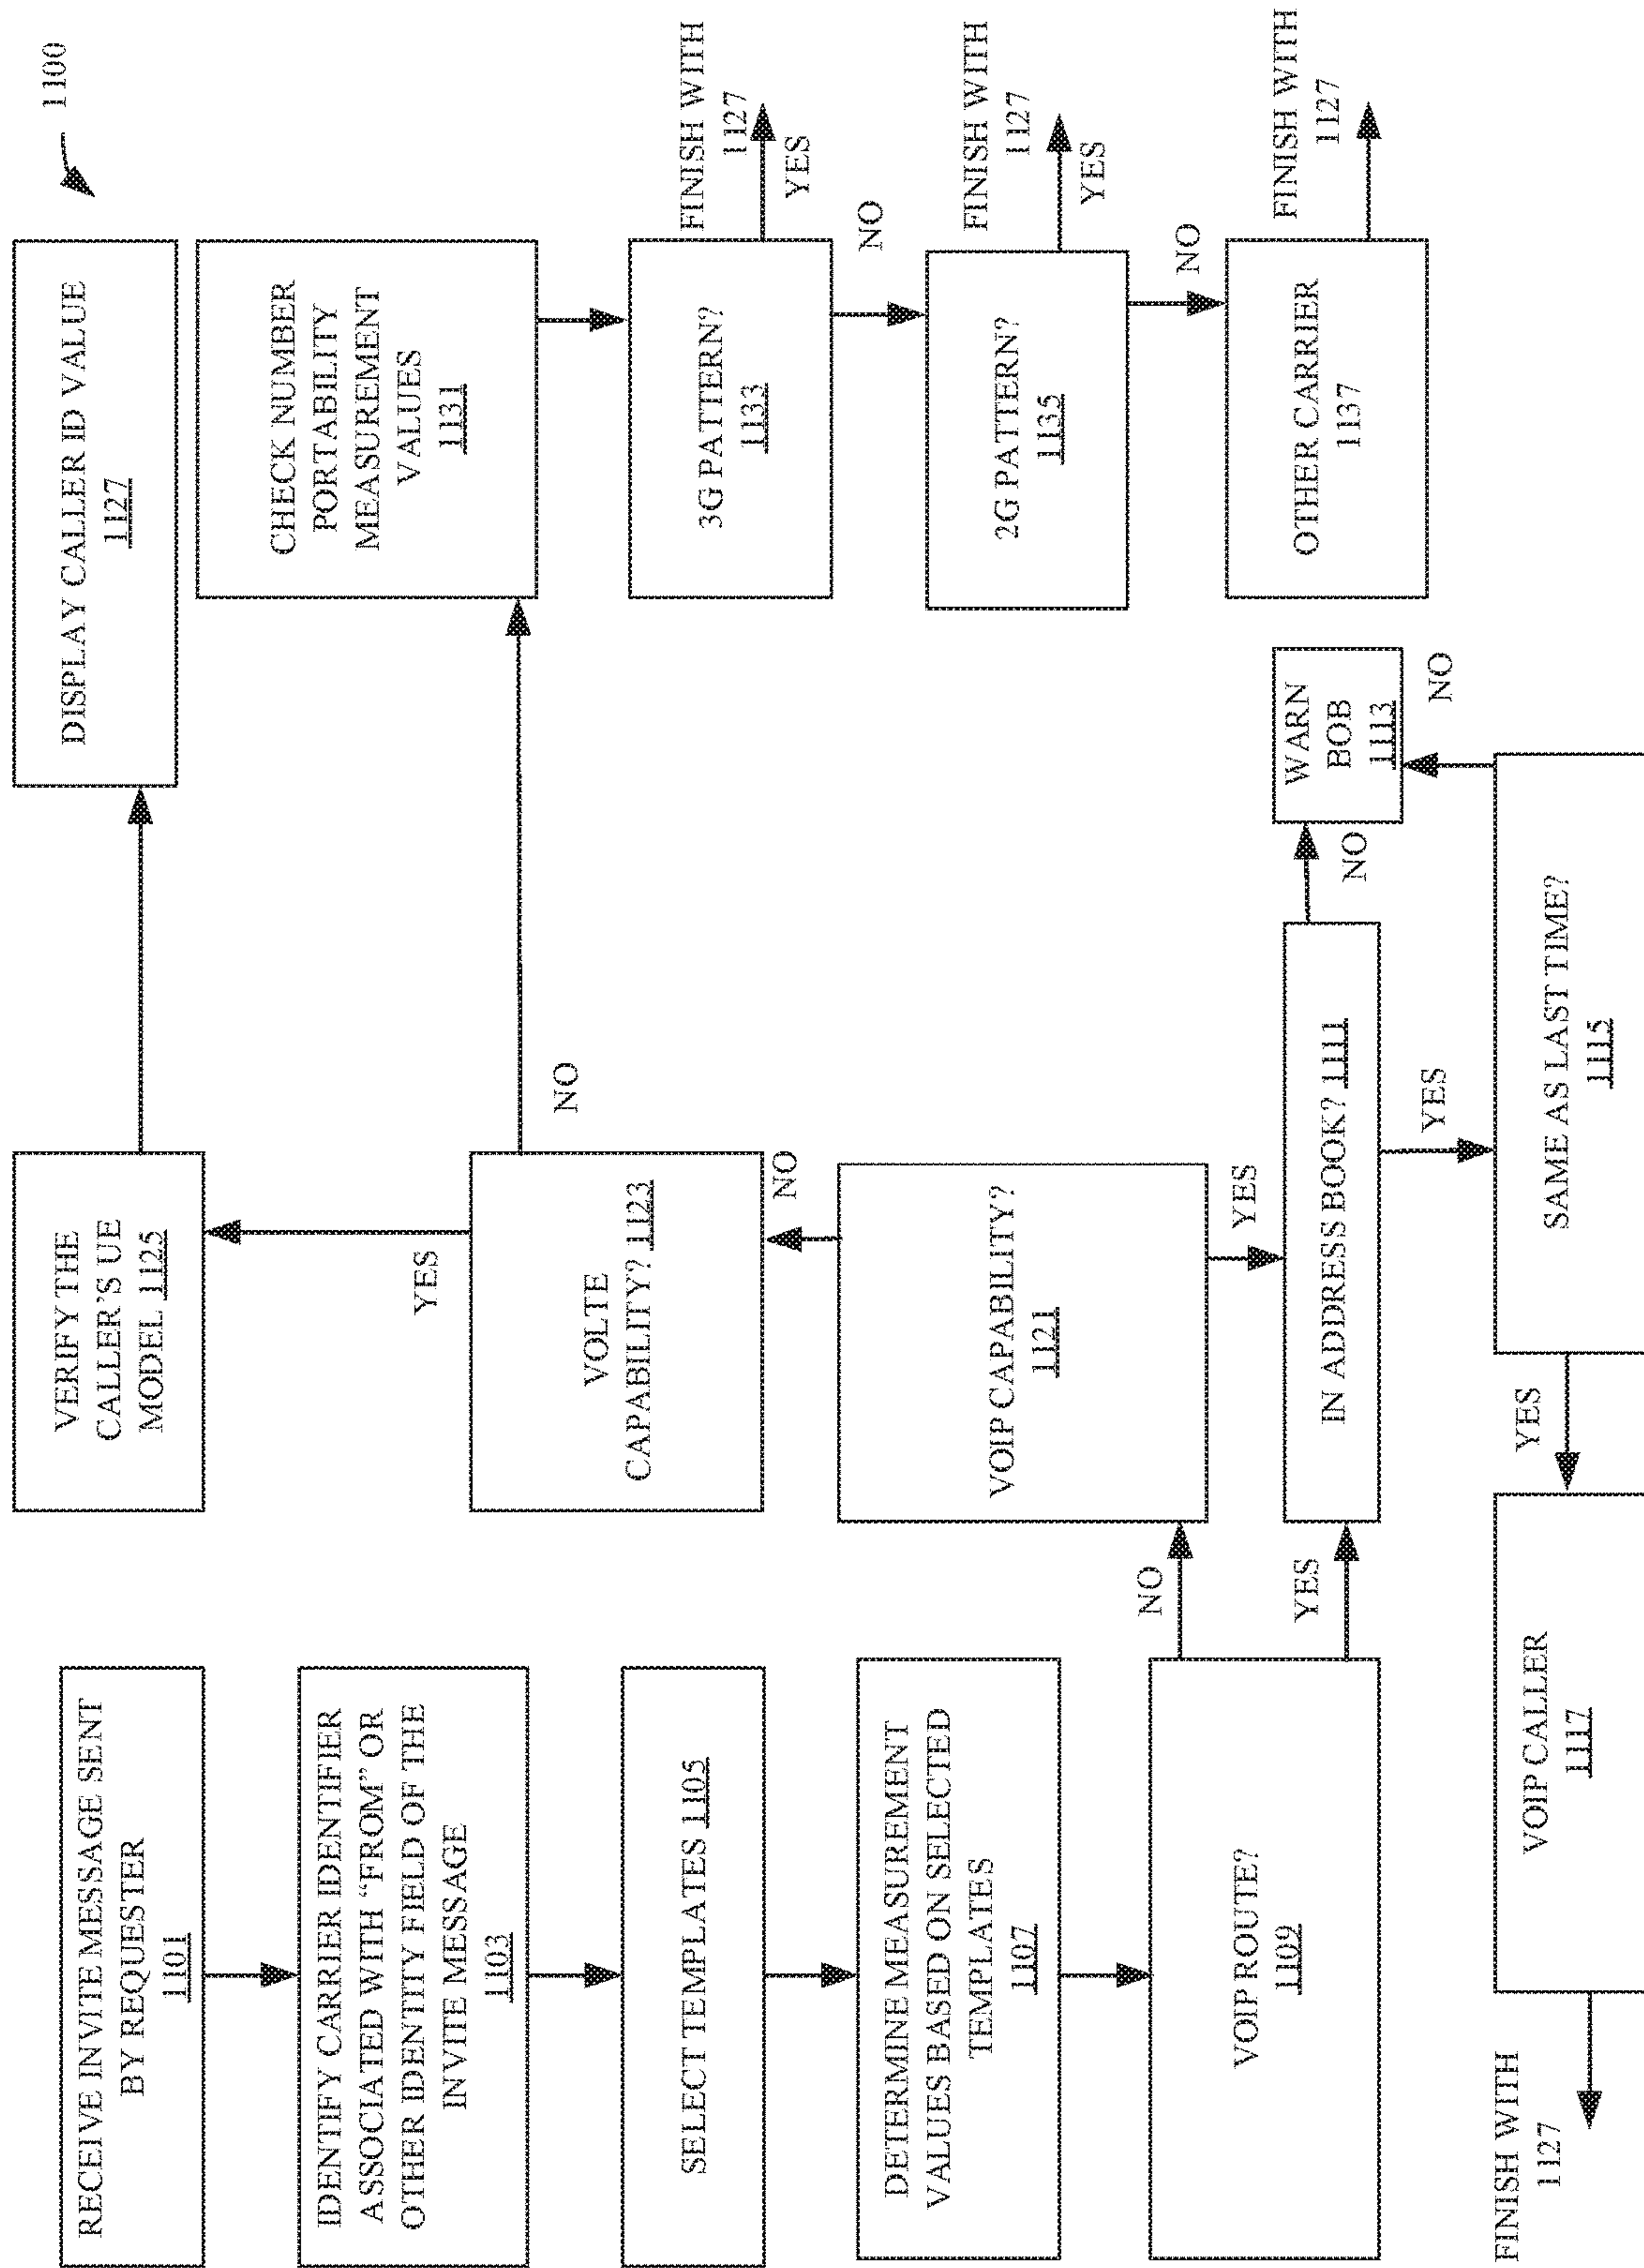 1100
RECEIVE INVITE MESSAGE SENT
BY REQUESTER
1101
IDENTIFY CARRIER IDENTIFIER
ASSOCIATED WITH "FROM" OR
OTHER IDENTITY FIELD OF THE
INVITE MESSAGE
1103
SELECT TEMPLATES 1105
DETERMINE MEASUREMENT
VALUES BASED ON SELECTED
TEMPLATES
1107
VOIP ROUTE?
1109
NO
YES
VOIP CAPABILITY?
1121
NO
YES
VOLTE
CAPABILITY? 1123
YES
NO
VERIFY THE
CALLER'S UE
MODEL 1125
DISPLAY CALLER ID VALUE
1127
CHECK NUMBER
PORTABILITY
MEASUREMENT
VALUES
1131
3G PATTERN?
1133
FINISH WITH
1127
YES
NO
2G PATTERN?
1135
FINISH WITH
1127
YES
NO
OTHER CARRIER
1137
FINISH WITH
1127
IN ADDRESS BOOK? 1111
NO
YES
WARN
BOB
1113
NO
SAME AS LAST TIME?
1115
YES
VOIP CALLER
1117
FINISH WITH
1127